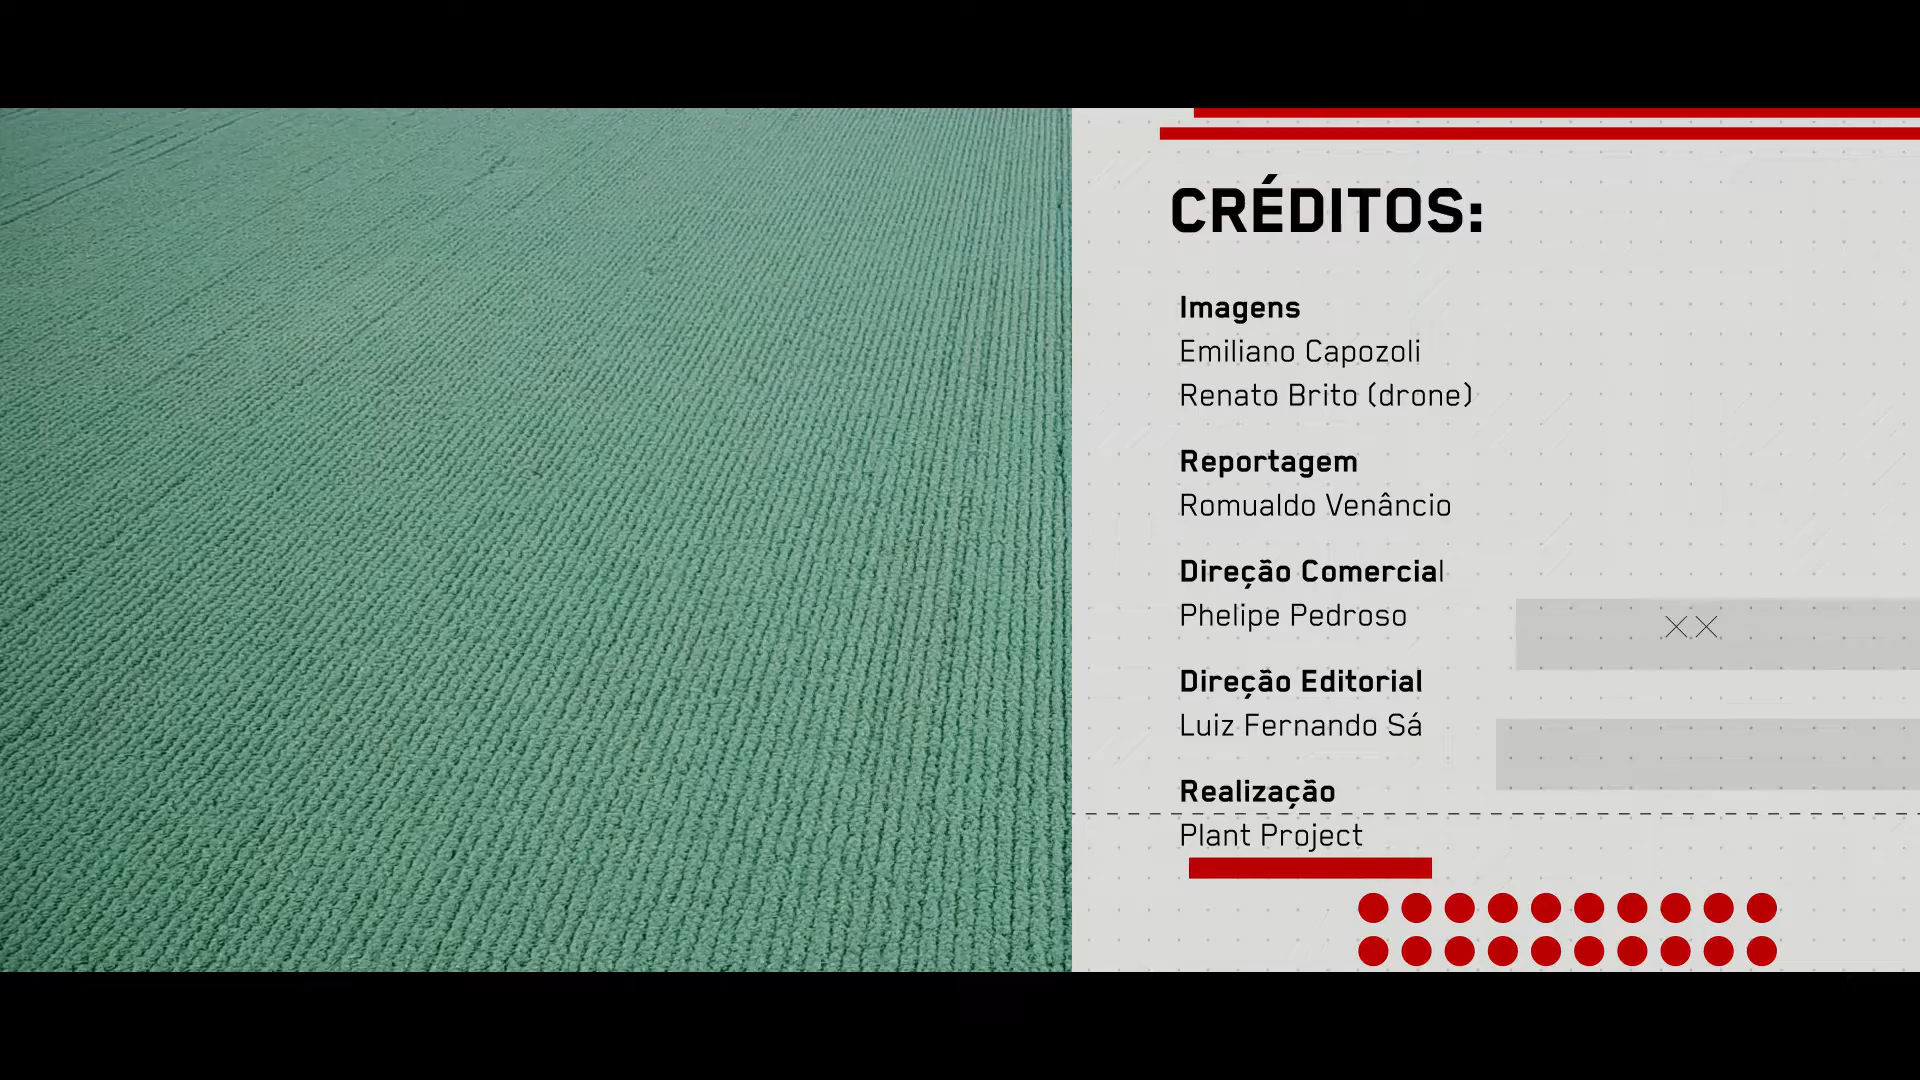 CRÉDITOS:
Imagens
Emiliano Capozoli
Renato Brito (drone)
Reportagem
Romualdo Venâncio
Direção Comercial
Phelipe Pedroso
Direção Editorial
Luiz Fernando Sá
Realização
Plant Project